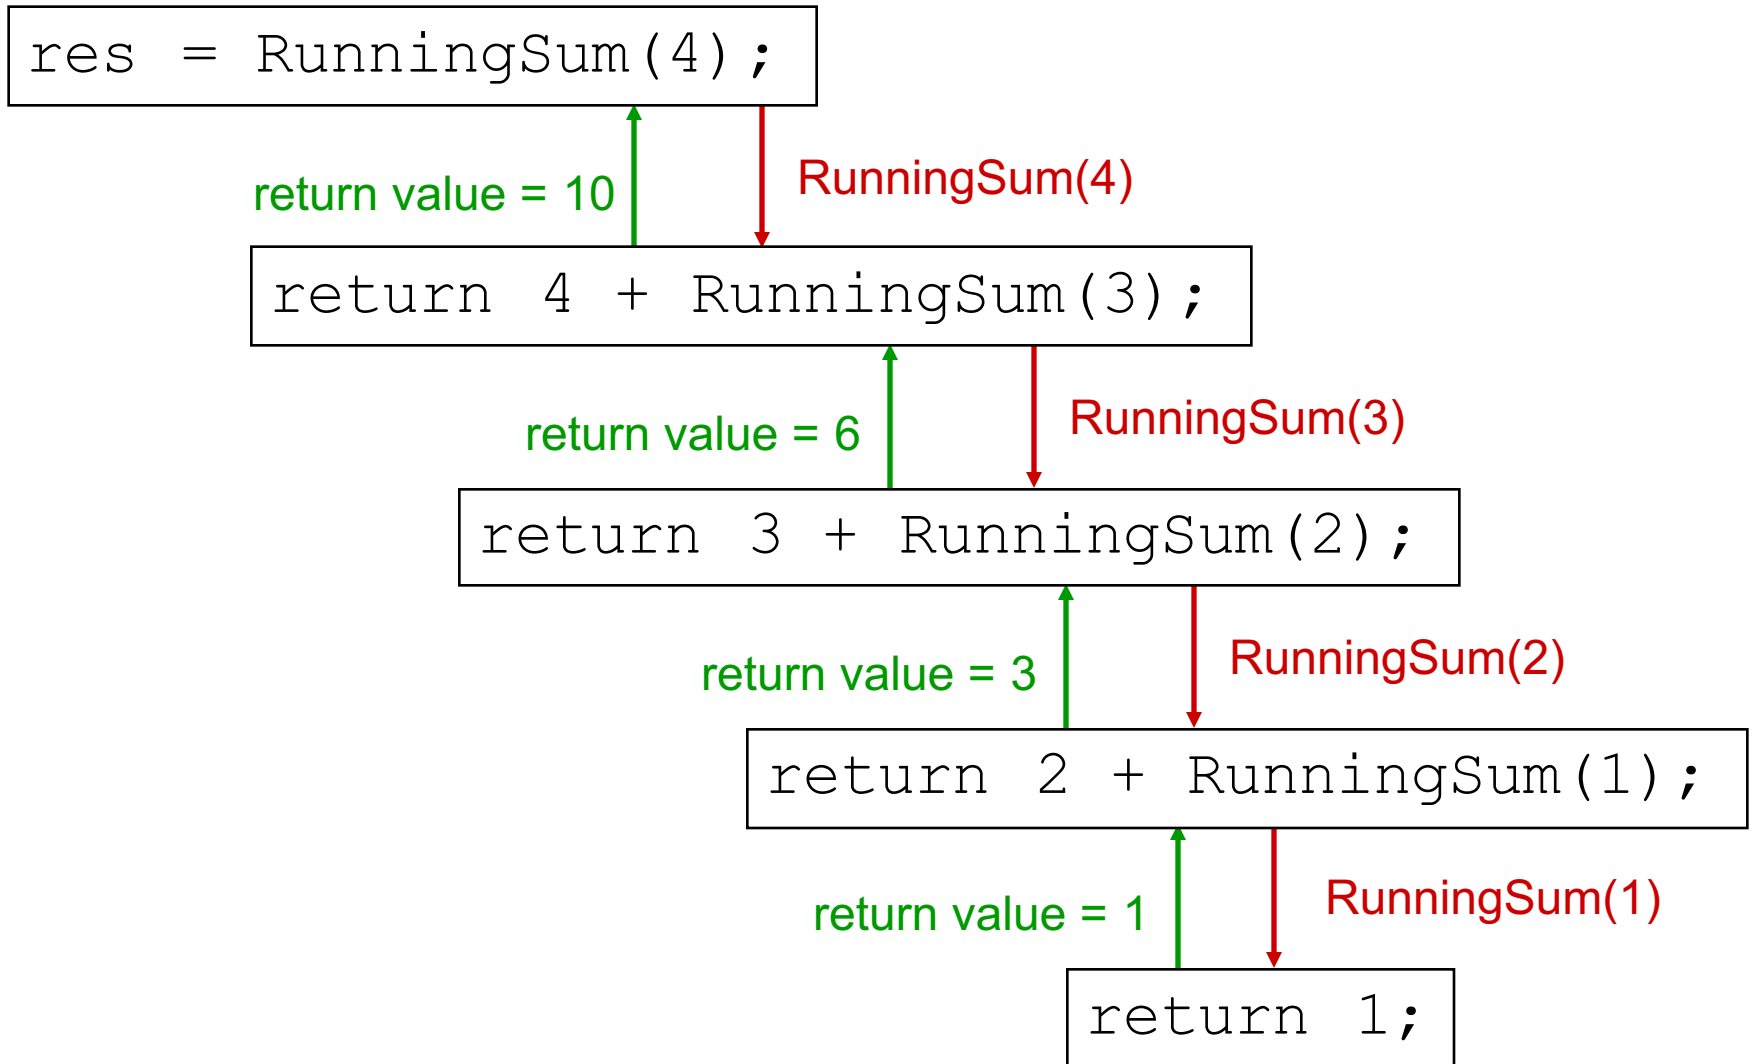 res = RunningSum(4);
return value = 10
RunningSum(4)
return 4 + RunningSum(3);
return value = 6
RunningSum(3)
return 3 + RunningSum(2);
return value = 3
RunningSum(2)
return 2 + RunningSum(1);
return value = 1
RunningSum(1)
return 1;